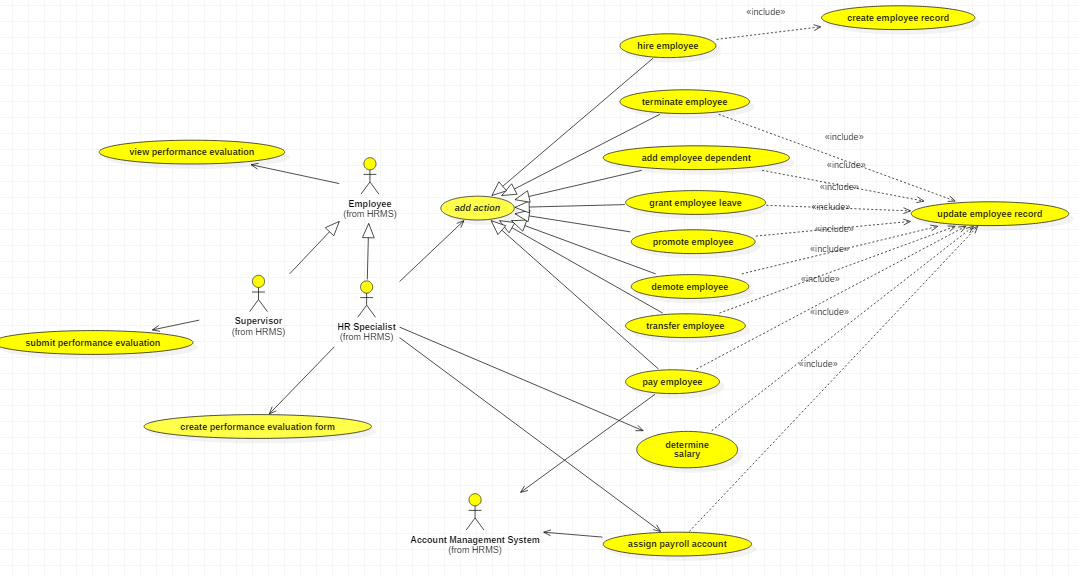 «include»
create employee record
hire employee
terminate employee
«include»
view performance evaluation
add employee dependent
«include»
«include»
Employee
(from HRMS)
add action
grant employee leave
«include»
update employee record
«include»
promote employee
«include»
demote employee
«include»
Supervisor
(from HRMS)
HR Specialist
(from HRMS)
transfer employee
«include»
submit performance evaluation
«include»
pay employee
create performance evaluation form
determine
salary
Account Management System
(from HRMS)
assign payroll account